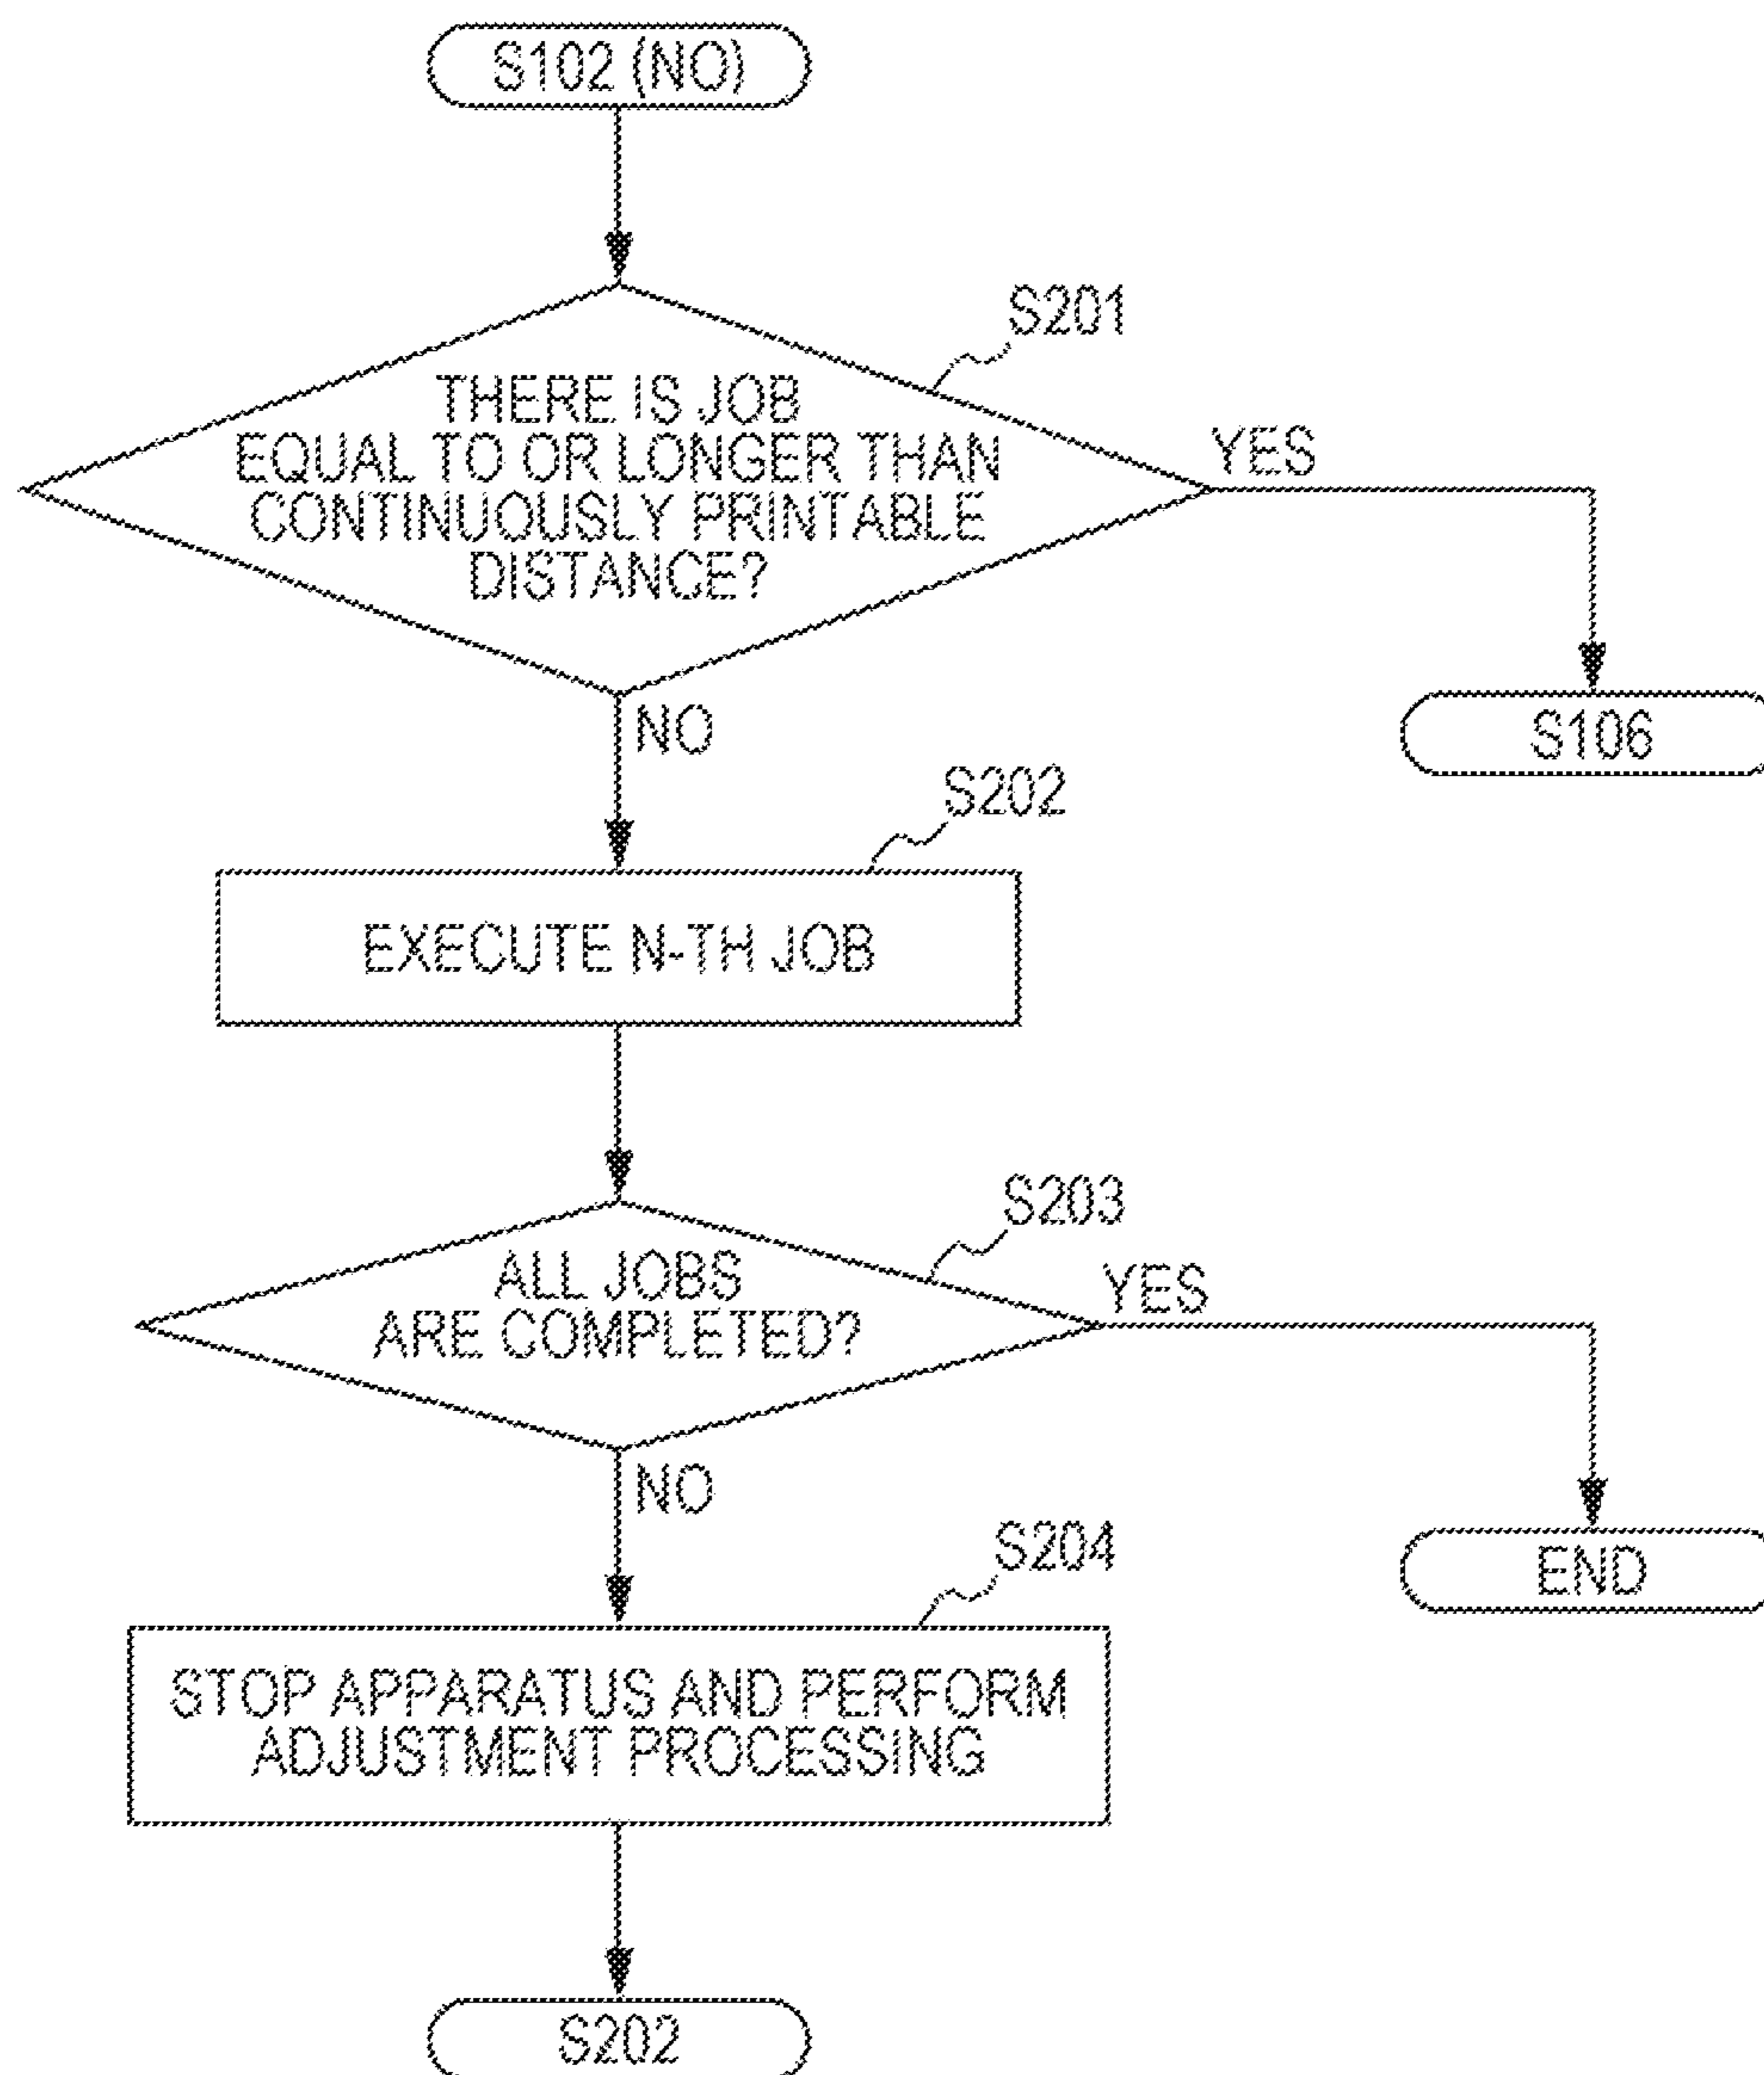 S102 (NO)
S201
THERE IS JOB
EQUAL TO OR LONGER THAN
CONTINUOUSLY PRINTABLE
DISTANCE?
YES
NO
S106
S202
EXECUTE N-TH JOB
S203
ALL JOBS
ARE COMPLETED?
YES
NO
END
S204
STOP APPARATUS AND PERFORM
ADJUSTMENT PROCESSING
S202